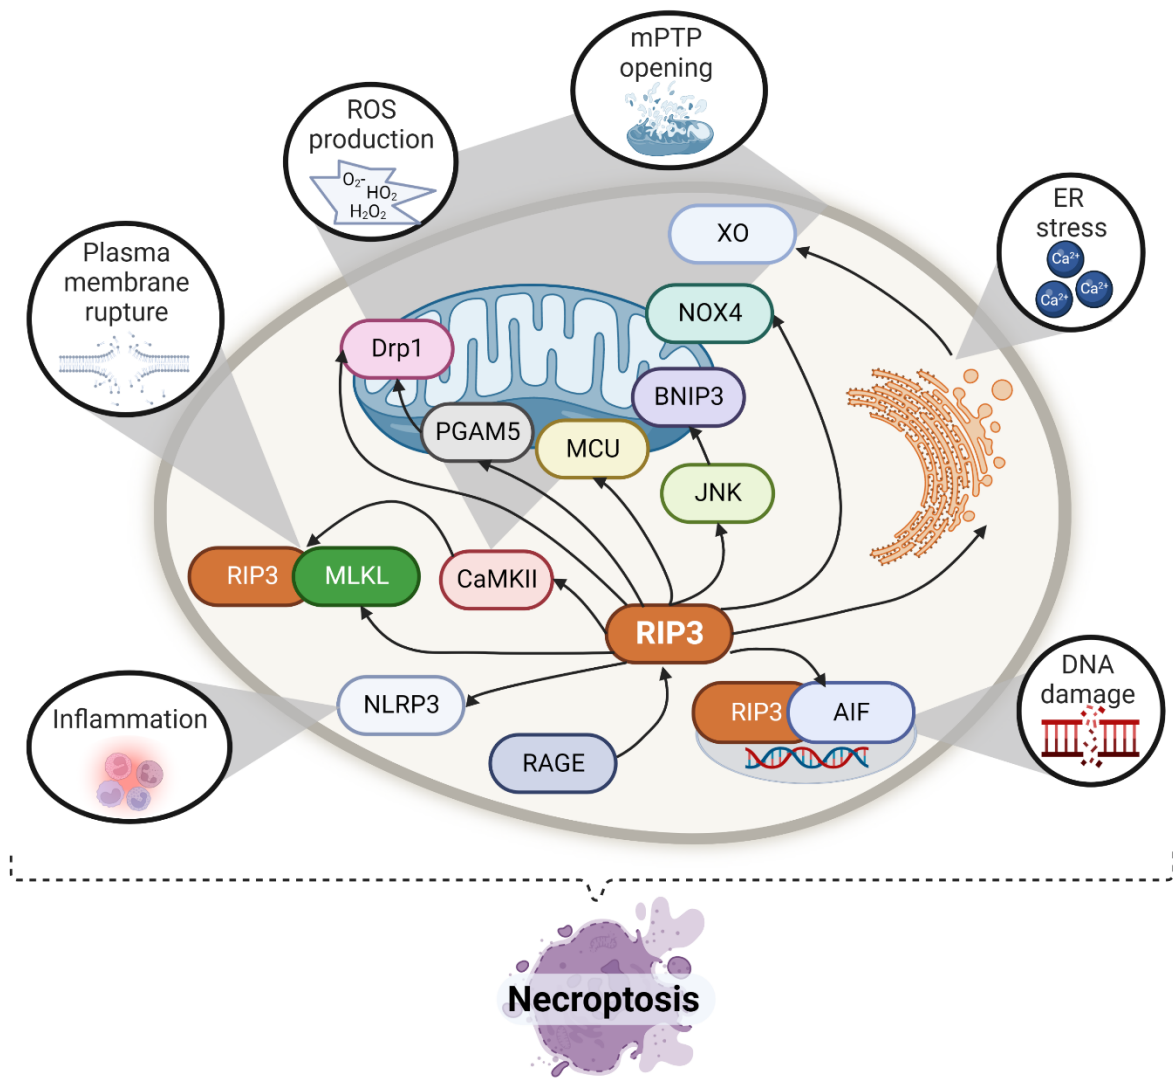 mPTP
opening
ROS
production
O₂-
HO₂
H₂O₂
ER
stress
Ca²⁺
Ca²⁺
Ca²⁺
Plasma
membrane
rupture
XO
NOX4
Drp1
BNIP3
PGAM5
MCU
JNK
RIP3
MLKL
CaMKII
RIP3
DNA
damage
NLRP3
RIP3
AIF
Inflammation
RAGE
Necroptosis